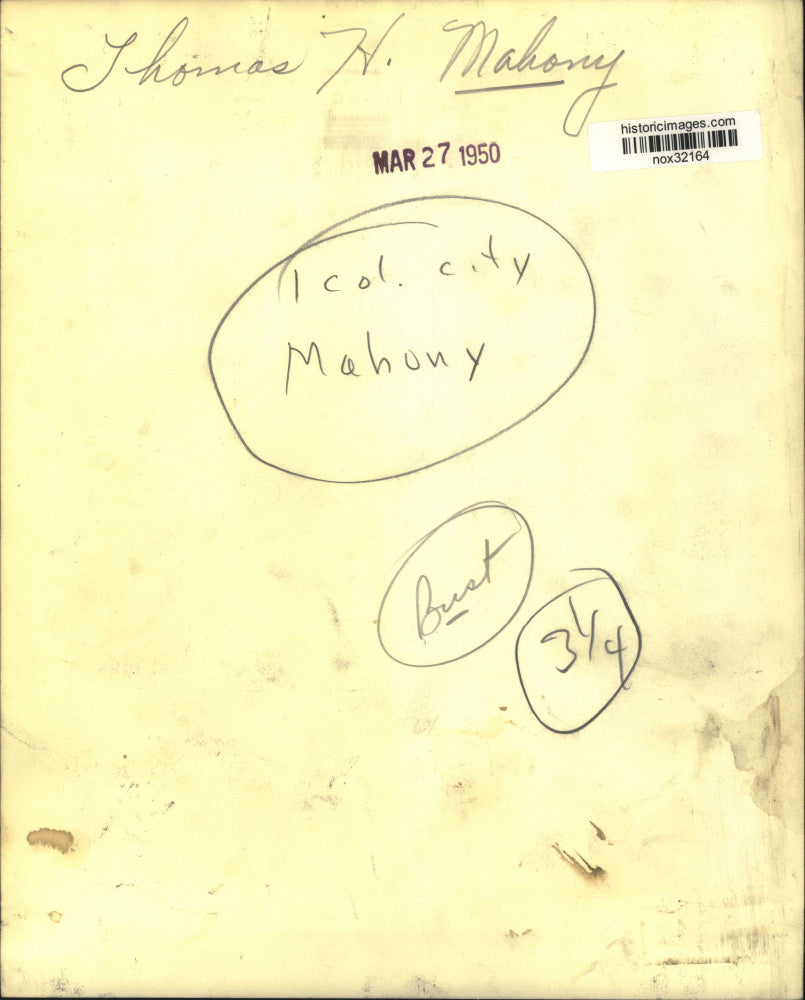 Thomas H. Mahony
historicimages.com
nox32164
MAR 27 1950
1 col. city
Mahony
Bust
3 1/4